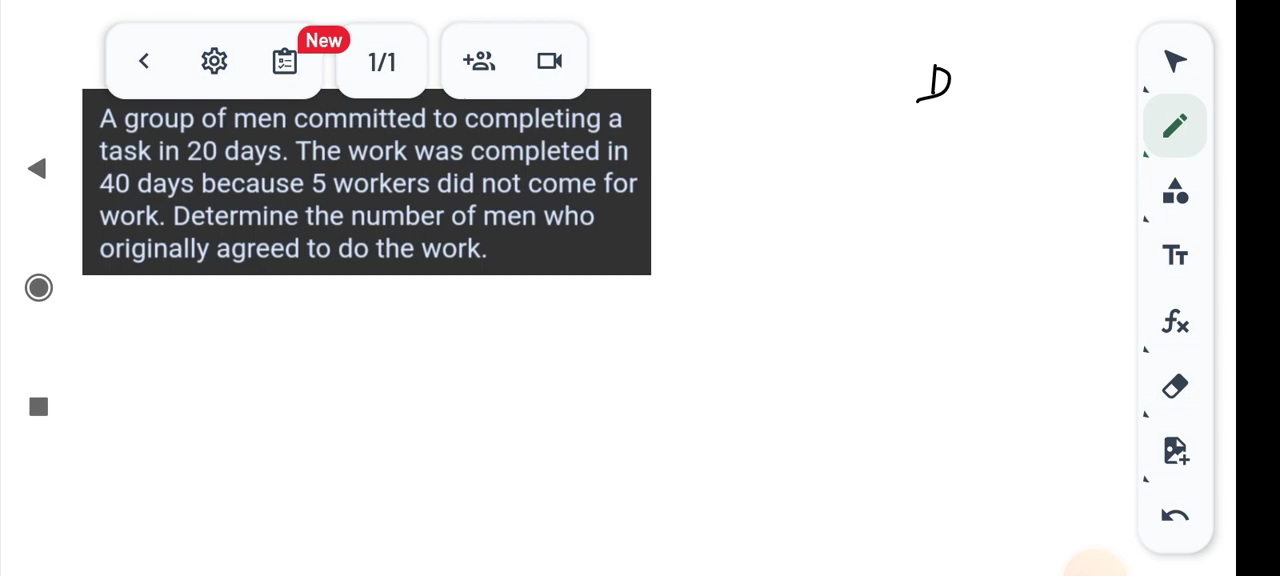 New
1/1
D
A group of men committed to completing a
task in 20 days. The work was completed in
40 days because 5 workers did not come for
work. Determine the number of men who
originally agreed to do the work.
TT
fx